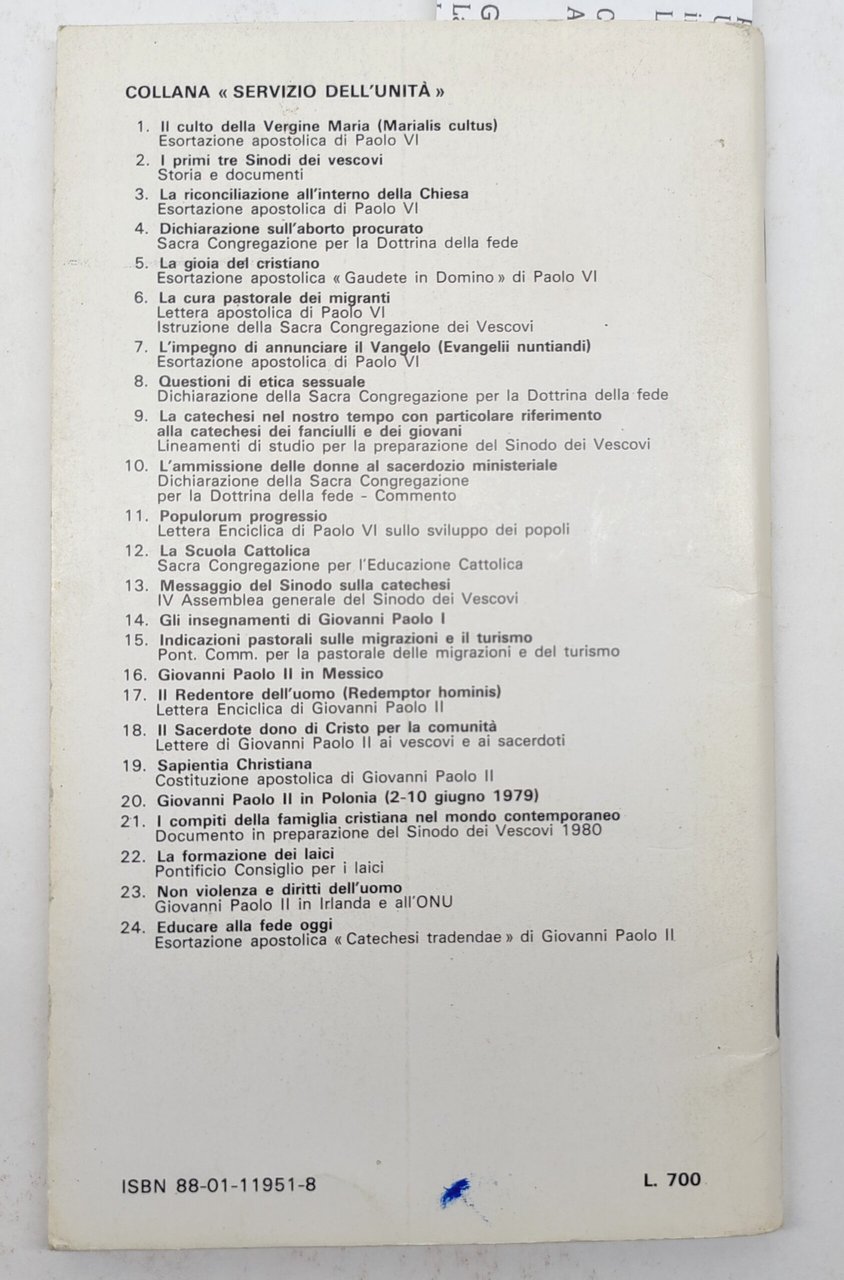 COLLANA « SERVIZIO DELL'UNITÀ »
1. Il culto della Vergine Maria (Marialis cultus)
Esortazione apostolica di Paolo VI
2. I primi tre Sinodi dei vescovi
Storia e documenti
3. La riconciliazione all'interno della Chiesa
Esortazione apostolica di Paolo VI
4. Dichiarazione sull'aborto procurato
Sacra Congregazione per la Dottrina della fede
5. La gioia del cristiano
Esortazione apostolica « Gaudete in Domino » di Paolo VI
6. La cura pastorale dei migranti
Lettera apostolica di Paolo VI
Istruzione della Sacra Congregazione dei Vescovi
7. L'impegno di annunciare il Vangelo (Evangelii nuntiandi)
Esortazione apostolica di Paolo VI
8. Questioni di etica sessuale
Dichiarazione della Sacra Congregazione per la Dottrina della fede
9. La catechesi nel nostro tempo con particolare riferimento
alla catechesi dei fanciulli e dei giovani
Lineamenti di studio per la preparazione del Sinodo dei Vescovi
10. L'ammissione delle donne al sacerdozio ministeriale
Dichiarazione della Sacra Congregazione
per la Dottrina della fede - Commento
11. Populorum progressio
Lettera Enciclica di Paolo VI sullo sviluppo dei popoli
12. La Scuola Cattolica
Sacra Congregazione per l'Educazione Cattolica
13. Messaggio del Sinodo sulla catechesi
IV Assemblea generale del Sinodo dei Vescovi
14. Gli insegnamenti di Giovanni Paolo I
15. Indicazioni pastorali sulle migrazioni e il turismo
Pont. Comm. per la pastorale delle migrazioni e del turismo
16. Giovanni Paolo II in Messico
17. Il Redentore dell'uomo (Redemptor hominis)
Lettera Enciclica di Giovanni Paolo II
18. Il Sacerdote dono di Cristo per la comunità
Lettere di Giovanni Paolo II ai vescovi e ai sacerdoti
19. Sapientia Christiana
Costituzione apostolica di Giovanni Paolo II
20. Giovanni Paolo II in Polonia (2-10 giugno 1979)
21. I compiti della famiglia cristiana nel mondo contemporaneo
Documento in preparazione del Sinodo dei Vescovi 1980
22. La formazione dei laici
Pontificio Consiglio per i laici
23. Non violenza e diritti dell'uomo
Giovanni Paolo II in Irlanda e all'ONU
24. Educare alla fede oggi
Esortazione apostolica « Catechesi tradendae » di Giovanni Paolo II
ISBN 88-01-11951-8
L. 700